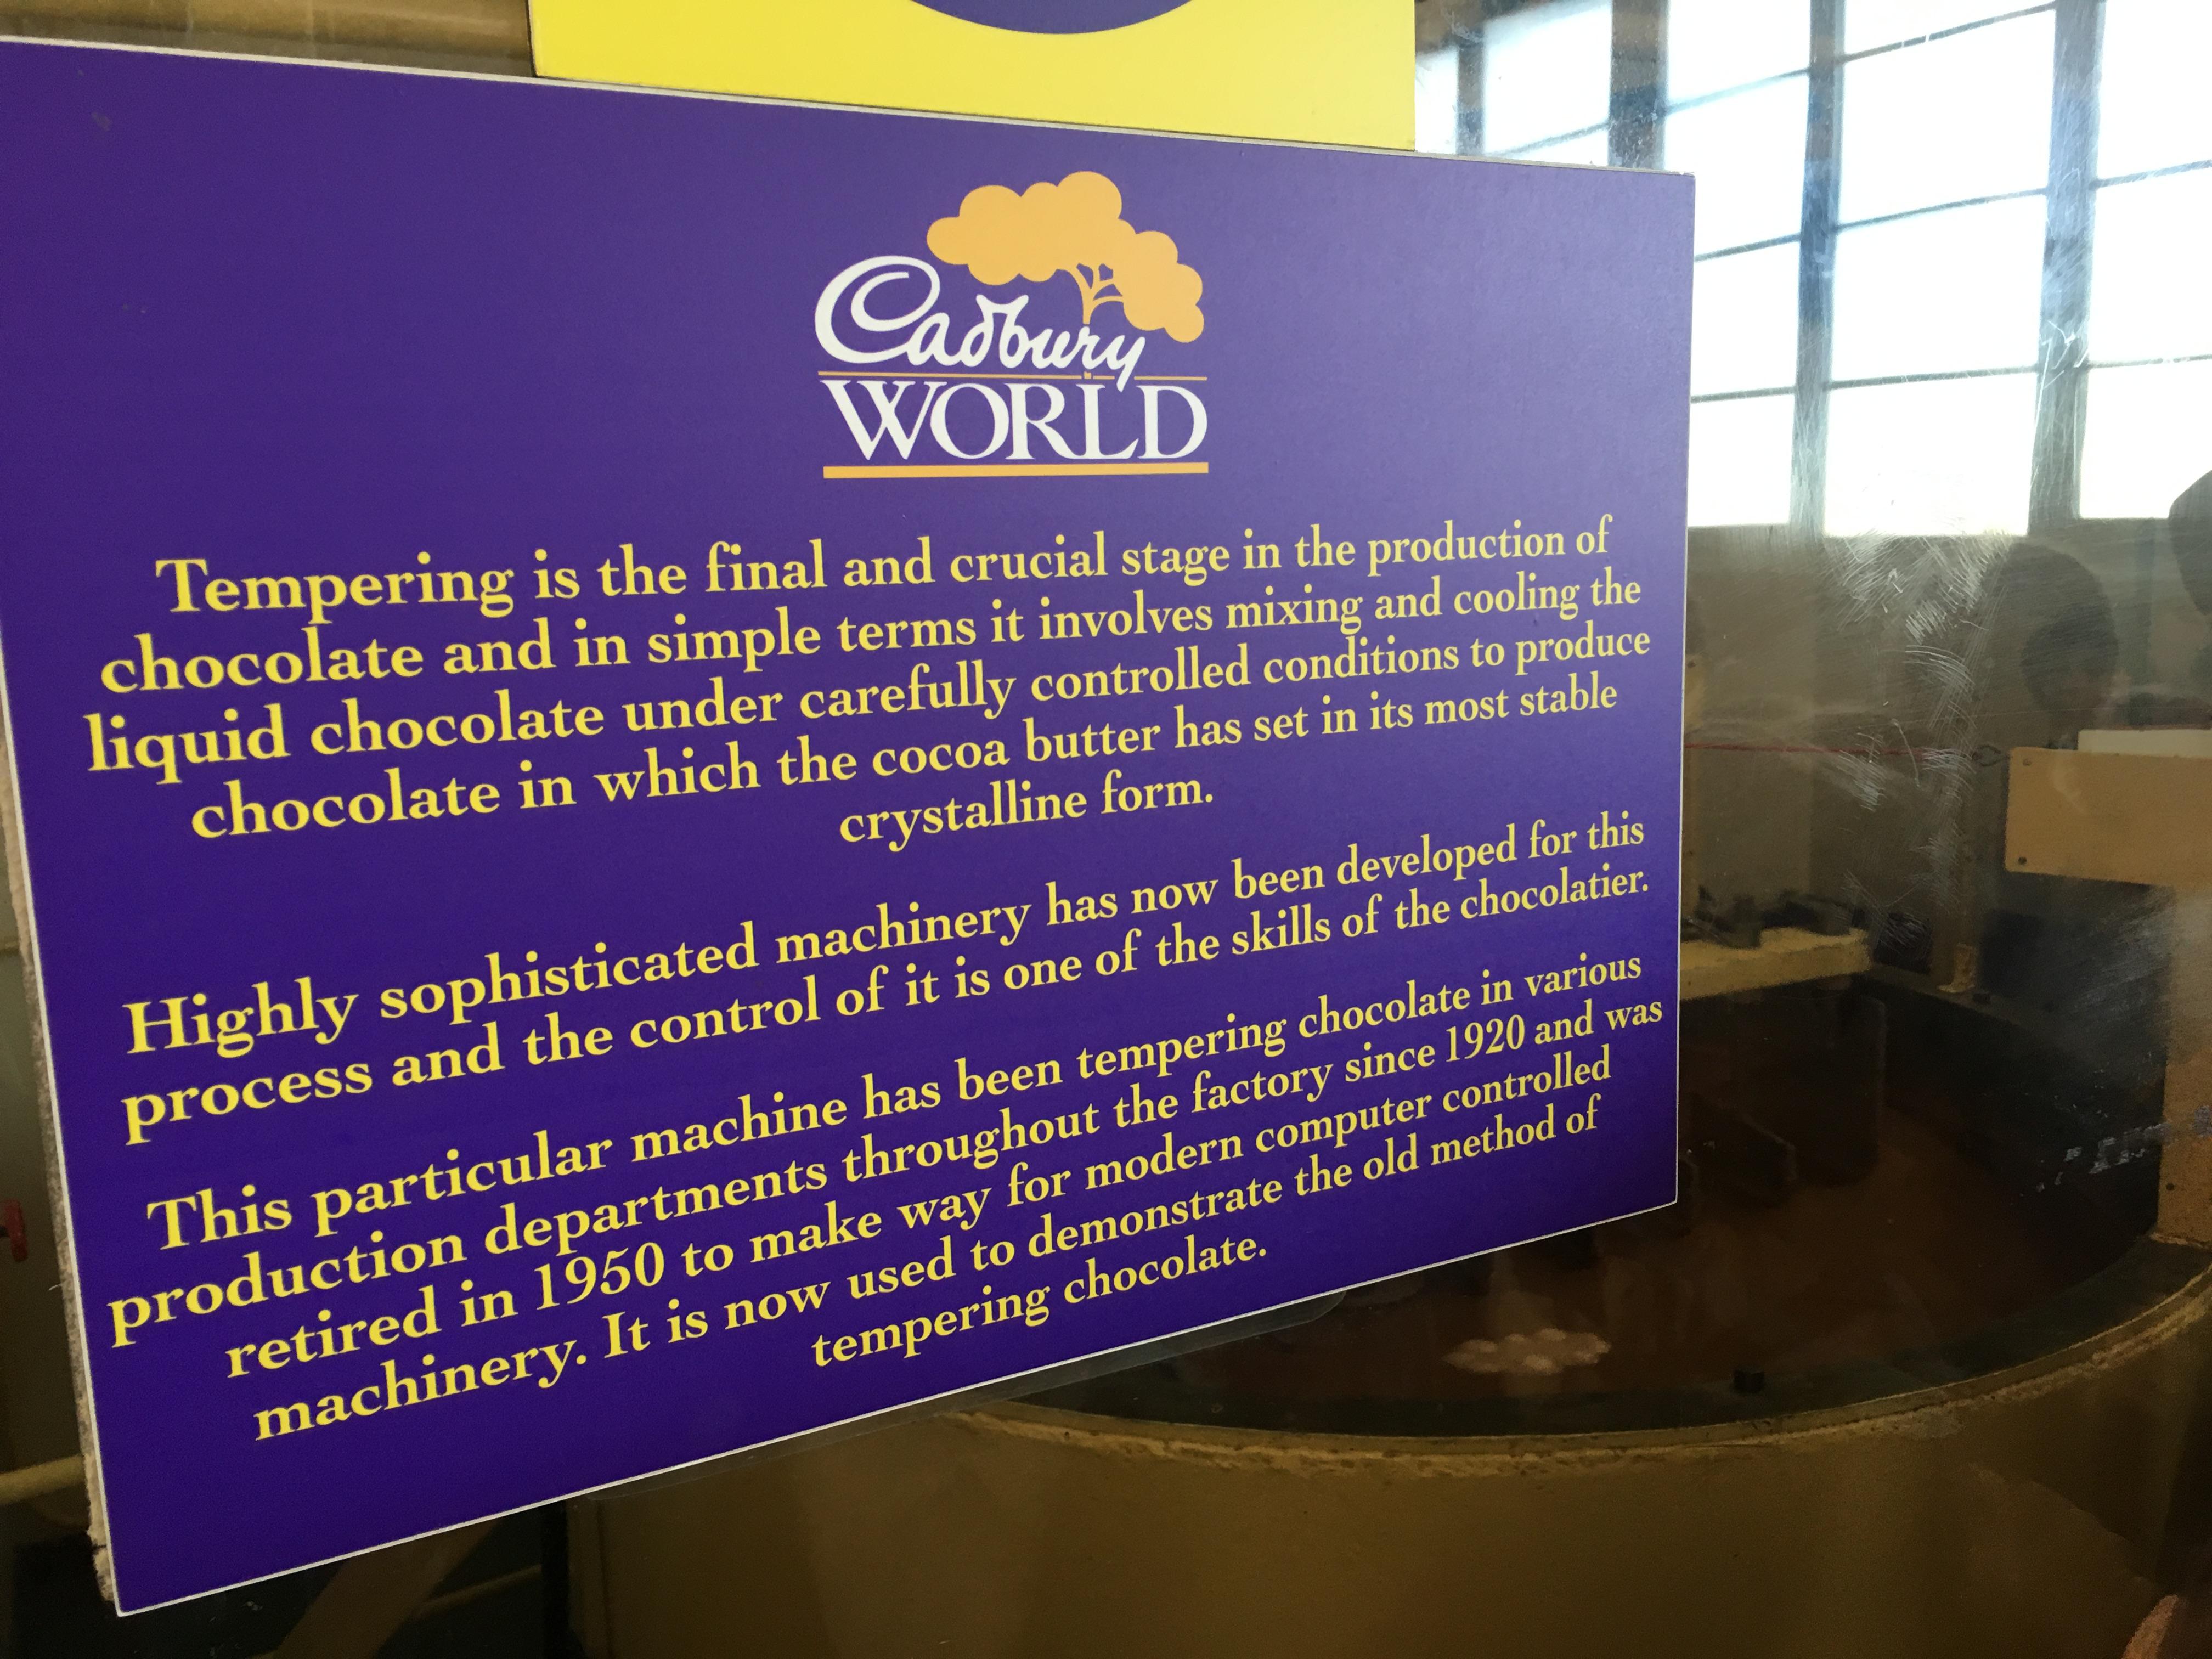 Cadbury
WORLD
Tempering is the final and crucial stage in the production of
chocolate and in simple terms it involves mixing and cooling the
liquid chocolate under carefully controlled conditions to produce
chocolate in which the cocoa butter has set in its most stable
crystalline form.
Highly sophisticated machinery has now been developed for this
process and the control of it is one of the skills of the chocolatier.
This particular machine has been tempering chocolate in various
production departments throughout the factory since 1920 and was
retired in 1950 to make way for modern computer controlled
machinery. It is now used to demonstrate the old method of
tempering chocolate.